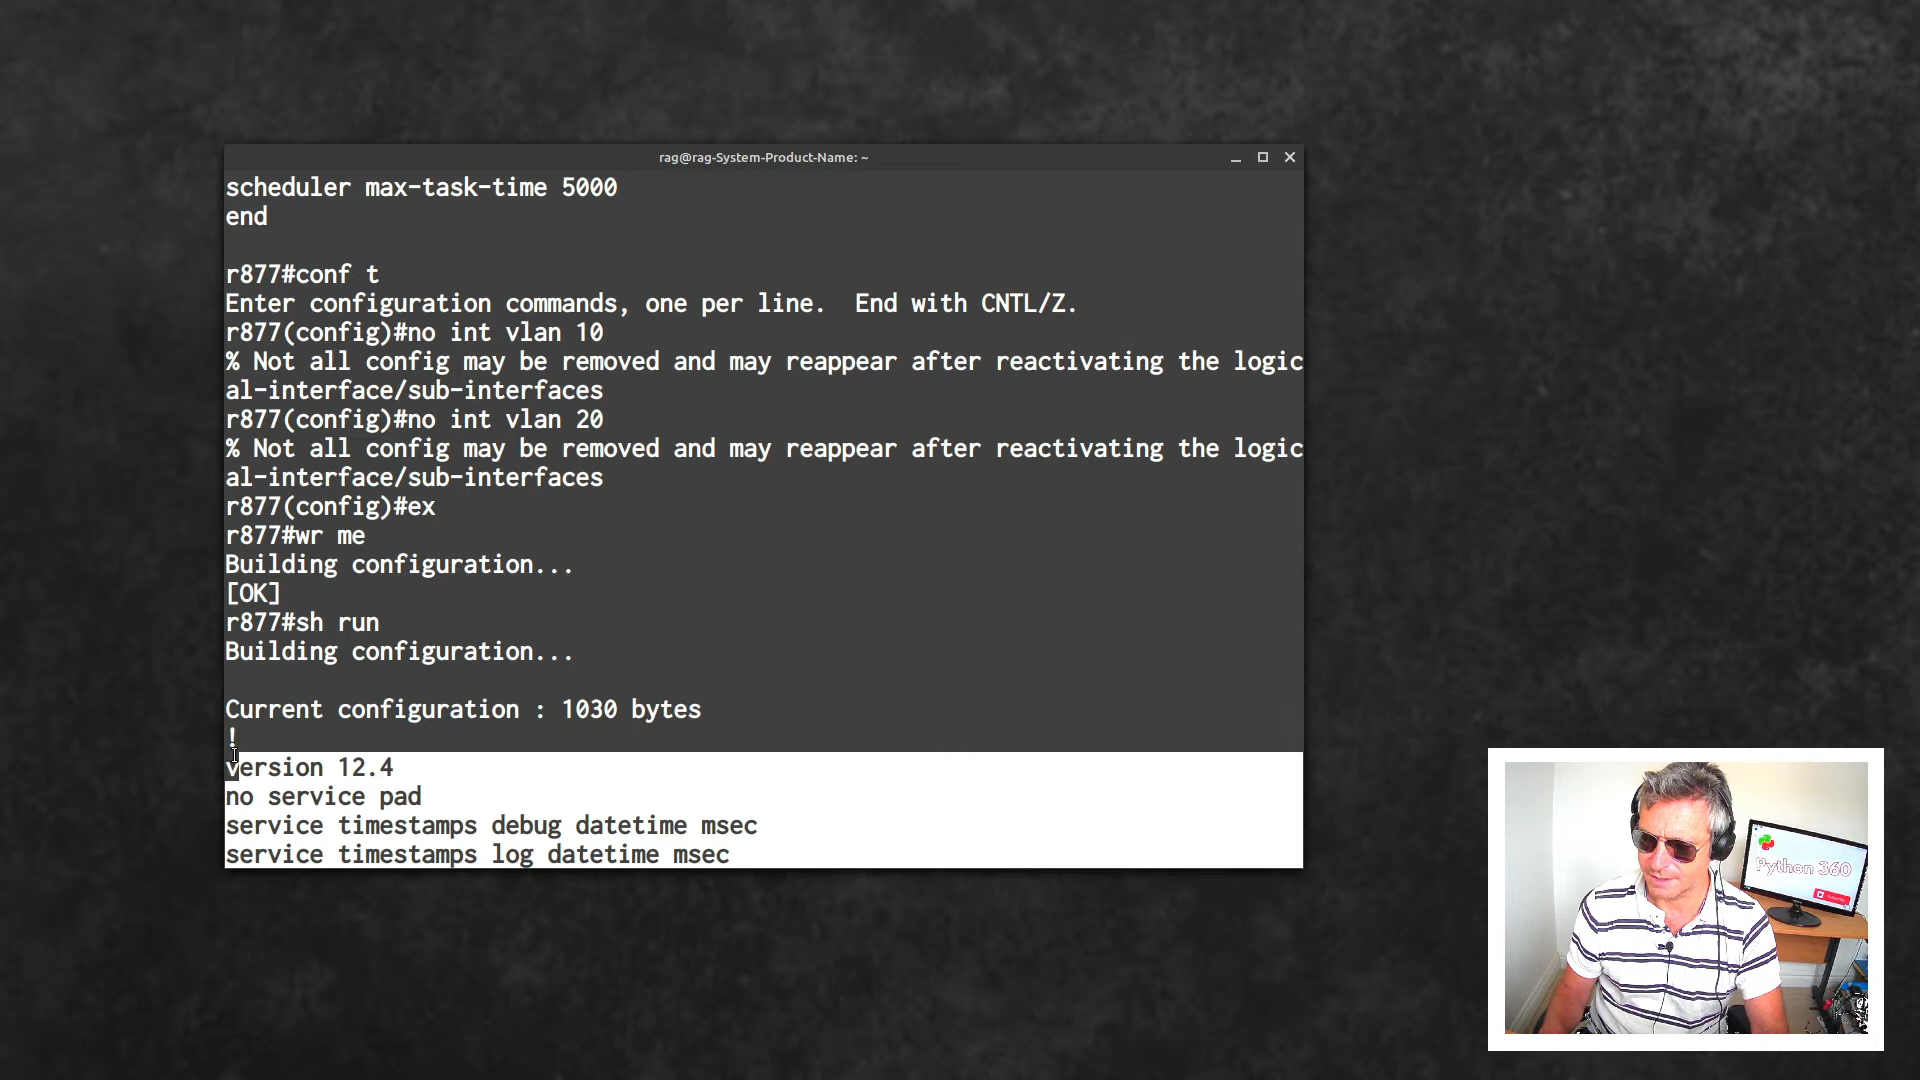 rag@rag-System-Product-Name: ~
scheduler max-task-time 5000
end
r877#conf t
Enter configuration commands, one per line.  End with CNTL/Z.
r877(config)#no int vlan 10
% Not all config may be removed and may reappear after reactivating the logic
al-interface/sub-interfaces
r877(config)#no int vlan 20
% Not all config may be removed and may reappear after reactivating the logic
al-interface/sub-interfaces
r877(config)#ex
r877#wr me
Building configuration...
[OK]
r877#sh run
Building configuration...
Current configuration : 1030 bytes
!
version 12.4
no service pad
service timestamps debug datetime msec
service timestamps log datetime msec
Python 360